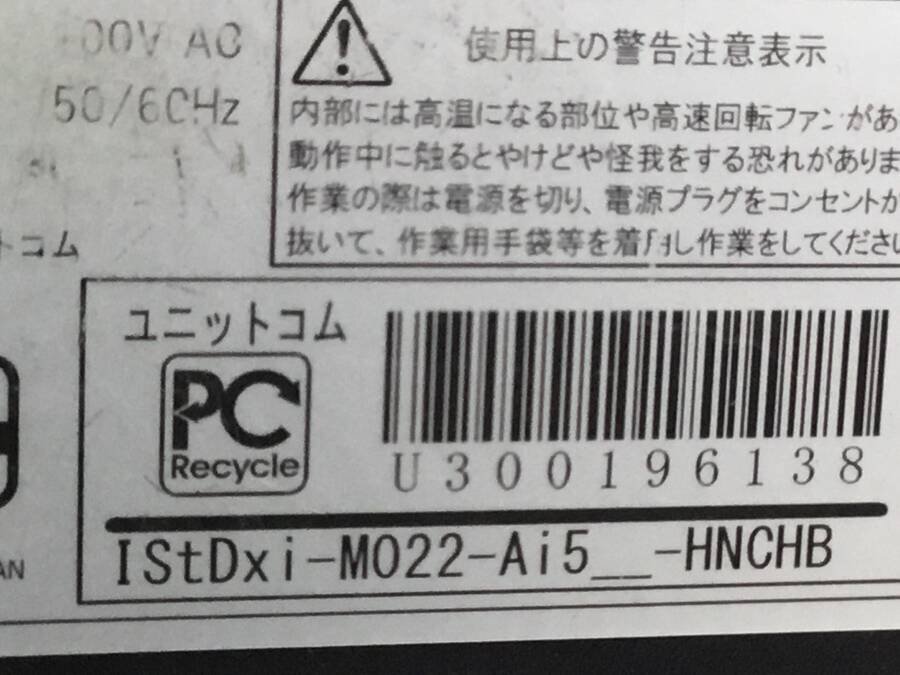 00V AC
50/60Hz
ットコム
使用上の警告注意表示
内部には高温になる部位や高速回転ファンがあ
動作中に触るとやけどや怪我をする恐れがありま
作業の際は電源を切り、電源プラグをコンセントか
抜いて、作業用手袋等を着用し作業をしてください
ユニットコム
PC
Recycle
U300196138
IStDxi-M022-Ai5__-HNCHB
AN